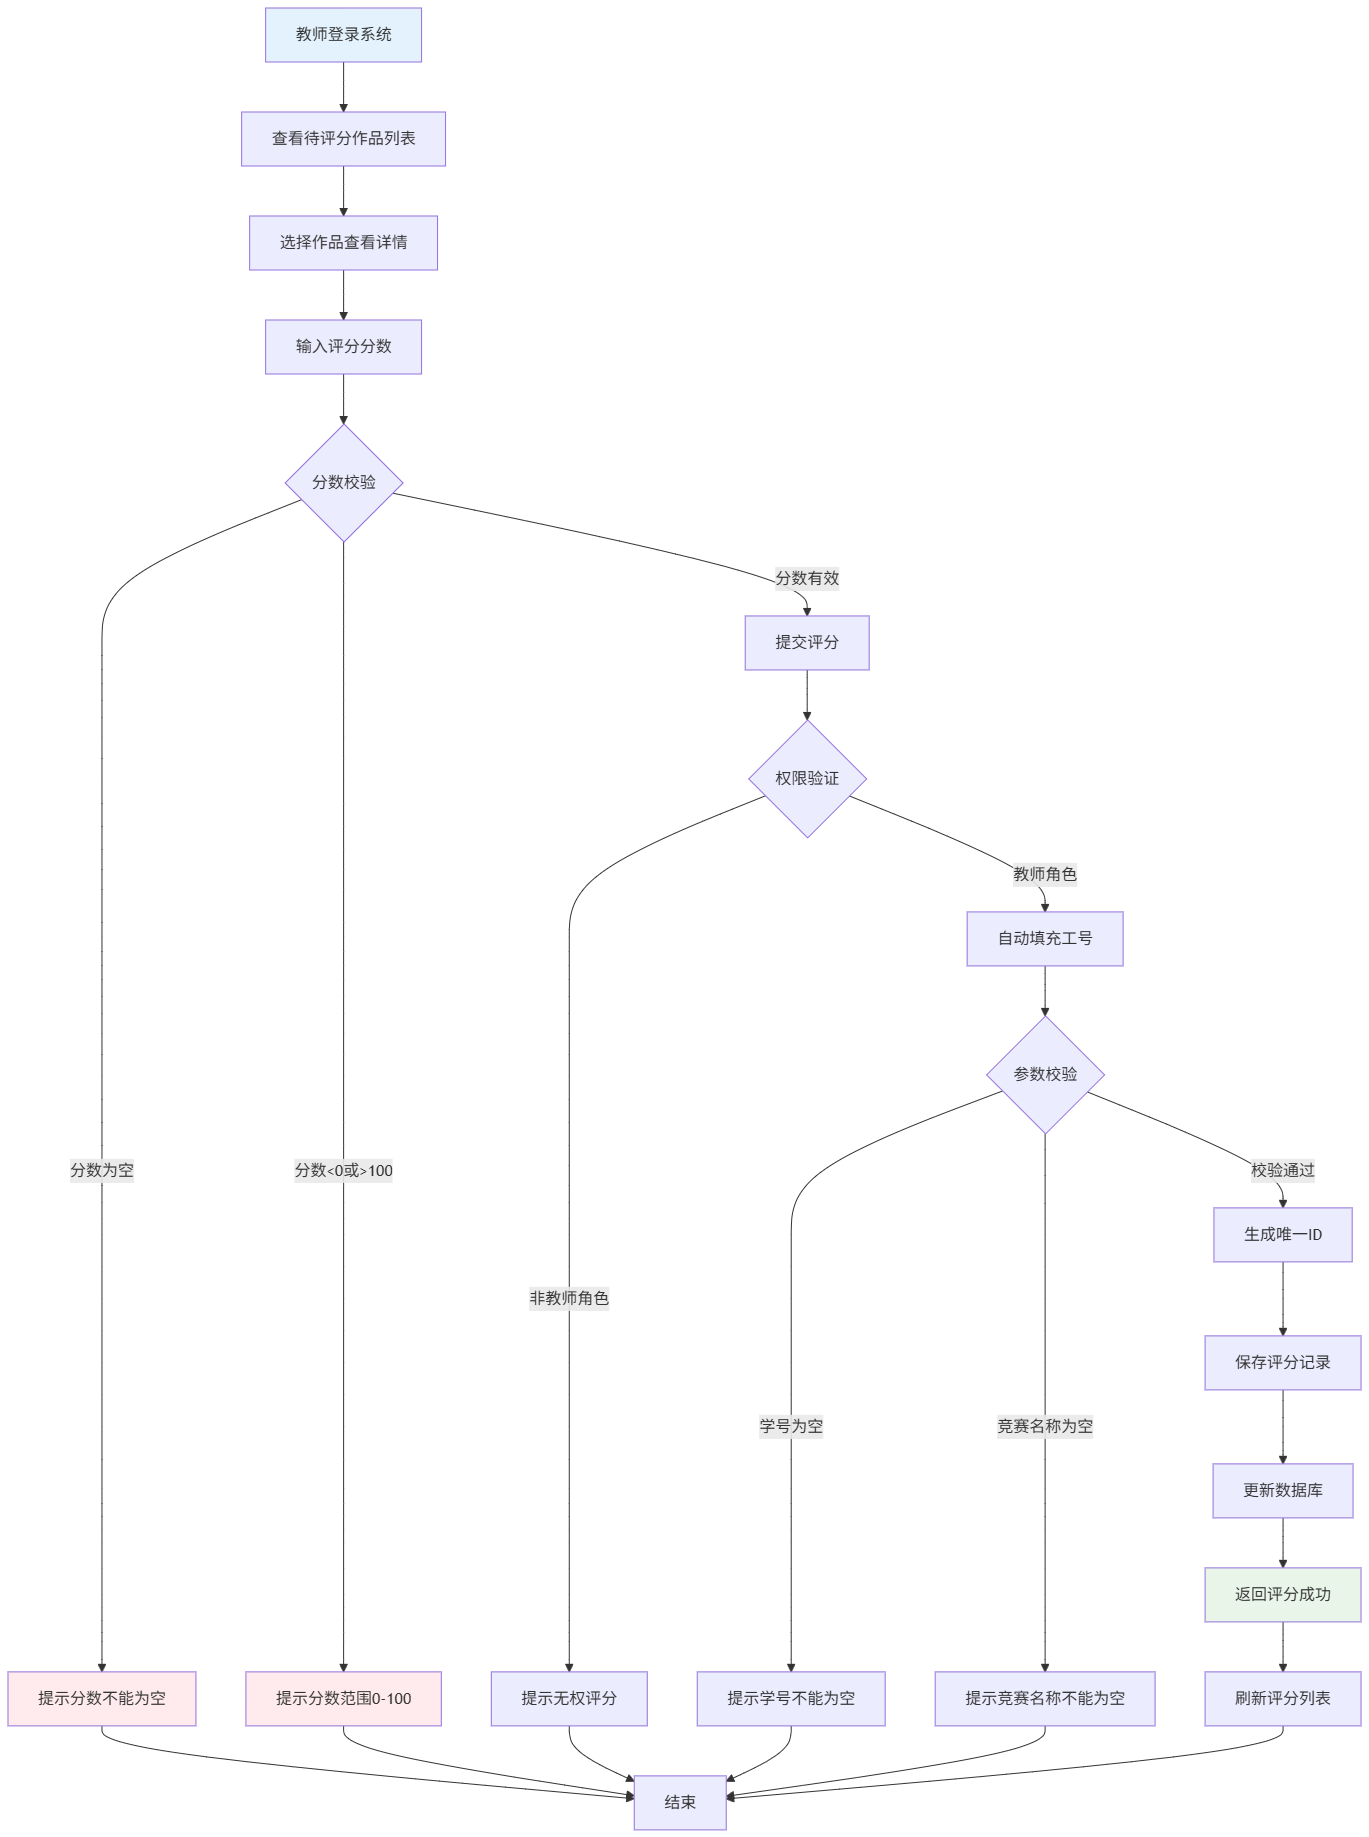 教师登录系统
查看待评分作品列表
选择作品查看详情
输入评分分数
分数校验
分数有效
提交评分
权限验证
教师角色
自动填充工号
参数校验
分数为空
分数<0或>100
校验通过
生成唯一ID
非教师角色
保存评分记录
学号为空
竞赛名称为空
更新数据库
返回评分成功
提示分数不能为空
提示分数范围0-100
提示无权评分
提示学号不能为空
提示竞赛名称不能为空
刷新评分列表
结束